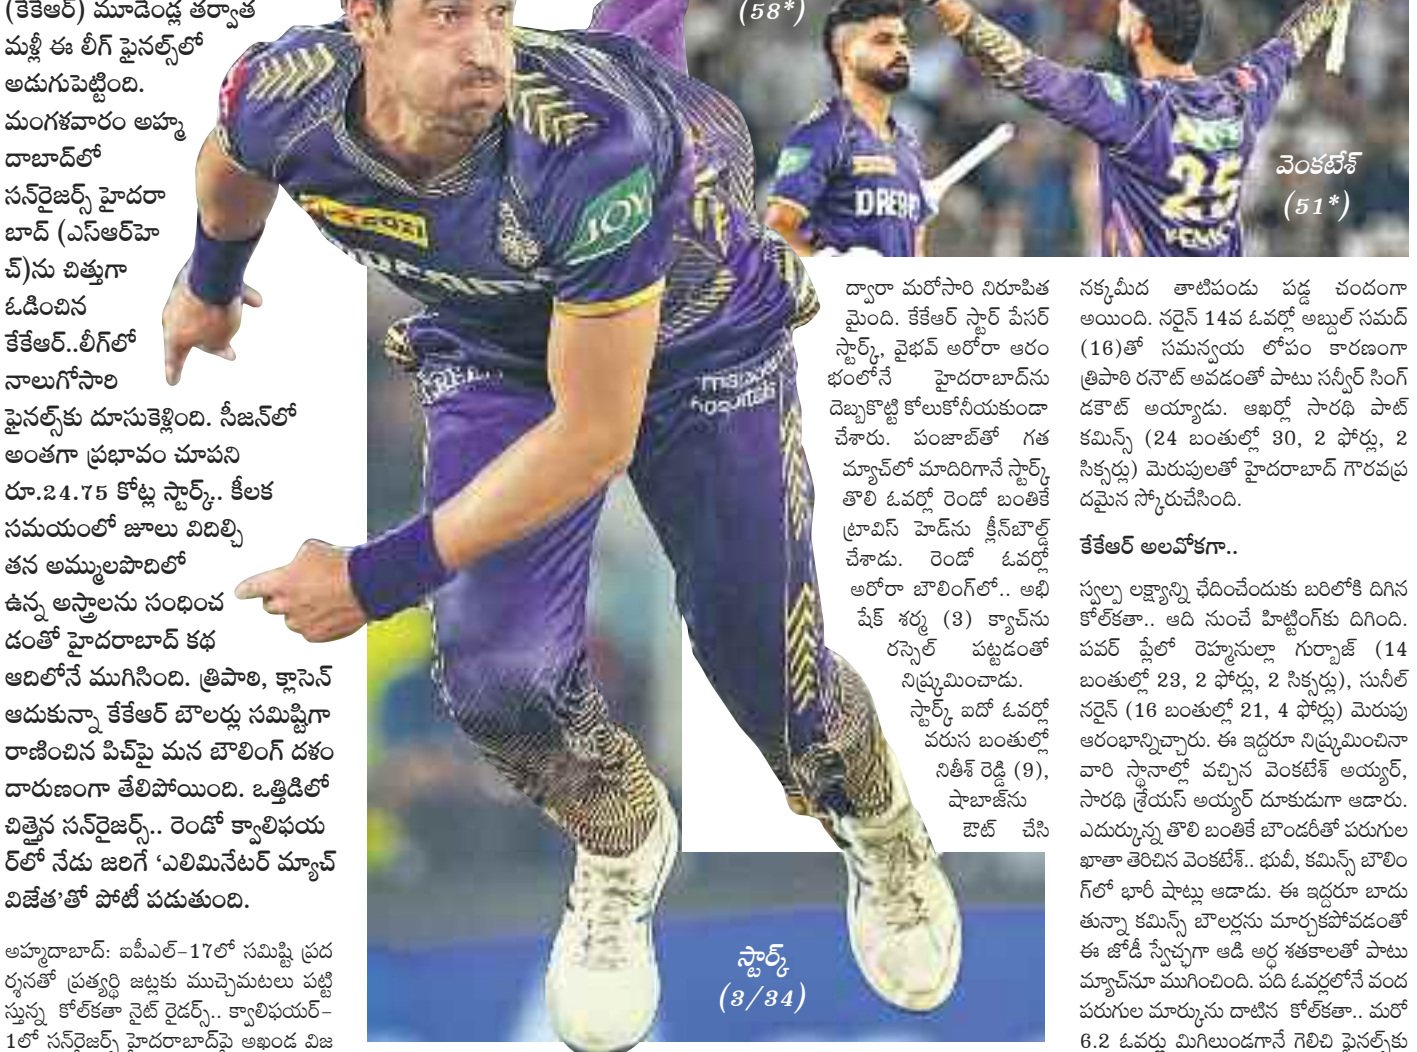 (కేకేఆర్) మూడేండ్ల తర్వాత
మళ్లీ ఈ లీగ్ ఫైనల్స్‌లో
అడుగుపెట్టింది.
మంగళవారం అహ్మ
దాబాద్‌లో
సన్‌రైజర్స్ హైదరా
బాద్ (ఎస్ఆర్‌హె
చ్)ను చిత్తుగా
ఓడించిన
కేకేఆర్..లీగ్‌లో
నాలుగోసారి
ఫైనల్స్‌కు దూసుకెళ్లింది. సీజన్‌లో
అంతగా ప్రభావం చూపని
రూ.24.75 కోట్ల స్టార్క్.. కీలక
సమయంలో జూలు విదిల్చి
తన అమ్ములపొదిలో
ఉన్న అస్త్రాలను సంధించ
డంతో హైదరాబాద్ కథ
ఆదిలోనే ముగిసింది. త్రిపాఠి, క్లాసెన్
ఆదుకున్నా కేకేఆర్ బౌలర్లు సమిష్టిగా
రాణించిన పిచ్‌పై మన బౌలింగ్ దళం
దారుణంగా తేలిపోయింది. ఒత్తిడిలో
చిత్తైన సన్‌రైజర్స్.. రెండో క్వాలిఫయ
ర్‌లో నేడు జరిగే ‘ఎలిమినేటర్ మ్యాచ్
విజేత’తో పోటీ పడుతుంది.
అహ్మదాబాద్: ఐపీఎల్-17లో సమిష్టి ప్రద
ర్శనతో ప్రత్యర్థి జట్లకు ముచ్చెమటలు పట్టి
స్తున్న కోల్‌కతా నైట్ రైడర్స్.. క్వాలిఫయర్-
1లో సన్‌రైజర్స్ హైదరాబాద్‌పై అఖండ విజ
(58*)
DREAM
25
వెంకటేశ్
(51*)
JOY
స్టార్క్
(3/34)
ద్వారా మరోసారి నిరూపిత
మైంది. కేకేఆర్ స్టార్ పేసర్
స్టార్క్, వైభవ్ అరోరా ఆరం
భంలోనే హైదరాబాద్‌ను
దెబ్బకొట్టి కోలుకోనీయకుండా
చేశారు. పంజాబ్‌తో గత
మ్యాచ్‌లో మాదిరిగానే స్టార్క్
తొలి ఓవర్లో రెండో బంతికే
ట్రావిస్ హెడ్‌ను క్లీన్‌బౌల్డ్
చేశాడు. రెండో ఓవర్లో
అరోరా బౌలింగ్‌లో.. అభి
షేక్ శర్మ (3) క్యాచ్‌ను
రస్సెల్ పట్టడంతో
నిష్ర్కమించాడు.
స్టార్క్ ఐదో ఓవర్లో
వరుస బంతుల్లో
నితీశ్ రెడ్డి (9),
షాబాజ్‌ను
ఔట్ చేసి
నక్కమీద తాటిపండు పడ్డ చందంగా
అయింది. నరైన్ 14వ ఓవర్లో అబ్దుల్ సమద్
(16)తో సమన్వయ లోపం కారణంగా
త్రిపాఠి రనౌట్ అవడంతో పాటు సన్వీర్ సింగ్
డకౌట్ అయ్యాడు. ఆఖర్లో సారథి పాట్
కమిన్స్ (24 బంతుల్లో 30, 2 ఫోర్లు, 2
సిక్సర్లు) మెరుపులతో హైదరాబాద్ గౌరవప్ర
దమైన స్కోరుచేసింది.
కేకేఆర్ అలవోకగా..
స్వల్ప లక్ష్యాన్ని ఛేదించేందుకు బరిలోకి దిగిన
కోల్‌కతా.. ఆది నుంచే హిట్టింగ్‌కు దిగింది.
పవర్ ప్లేలో రెహ్మనుల్లా గుర్బాజ్ (14
బంతుల్లో 23, 2 ఫోర్లు, 2 సిక్సర్లు), సునీల్
నరైన్ (16 బంతుల్లో 21, 4 ఫోర్లు) మెరుపు
ఆరంభాన్నిచ్చారు. ఈ ఇద్దరూ నిష్ర్కమించినా
వారి స్థానాల్లో వచ్చిన వెంకటేశ్ అయ్యర్,
సారథి శ్రేయస్ అయ్యర్ దూకుడుగా ఆడారు.
ఎదుర్కున్న తొలి బంతికే బౌండరీతో పరుగుల
ఖాతా తెరిచిన వెంకటేశ్.. భువీ, కమిన్స్ బౌలిం
గ్‌లో భారీ షాట్లు ఆడాడు. ఈ ఇద్దరూ బాదు
తున్నా కమిన్స్ బౌలర్లను మార్చకపోవడంతో
ఈ జోడీ స్వేచ్ఛగా ఆడి అర్ధ శతకాలతో పాటు
మ్యాచ్‌నూ ముగించింది. పది ఓవర్లలోనే వంద
పరుగుల మార్కును దాటిన కోల్‌కతా.. మరో
6.2 ఓవర్లు మిగిలుండగానే గెలిచి ఫైనల్స్‌కు